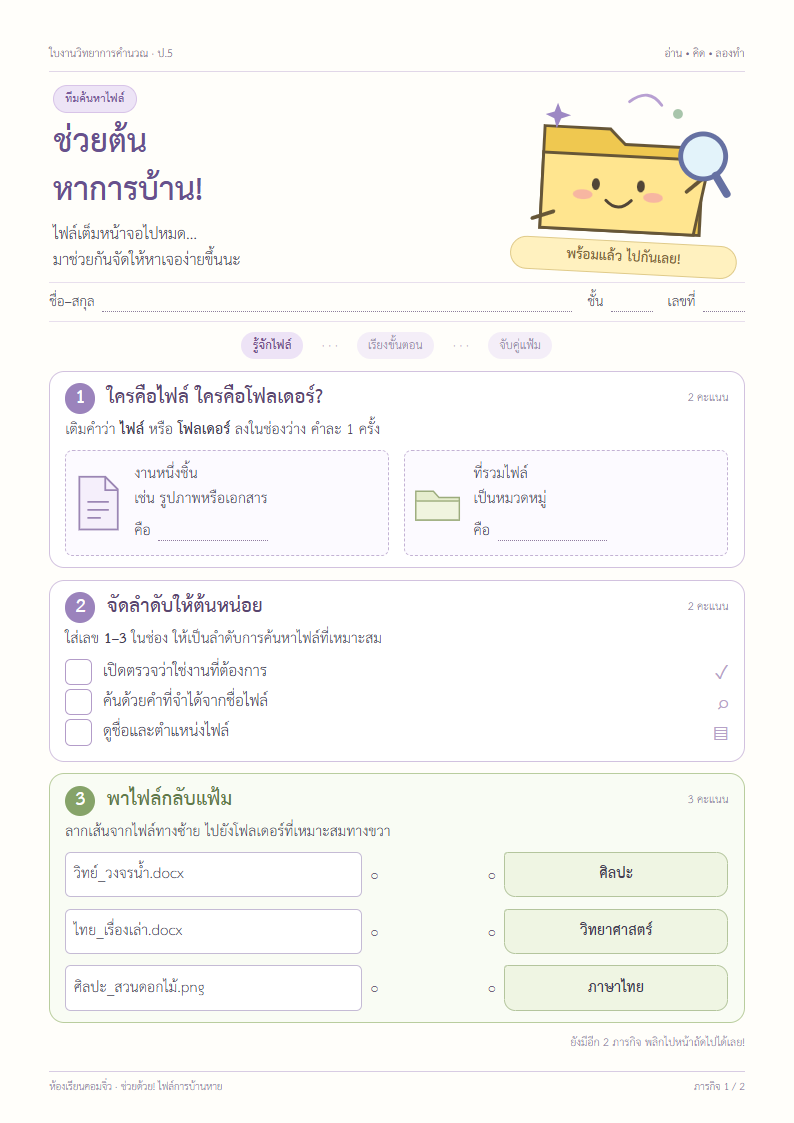 ใบงานวิทยาการคำนวณ · ป.5
อ่าน • คิด • ลองทำ
ทีมค้นหาไฟล์
ช่วยต้น
หาการบ้าน!
ไฟล์เต็มหน้าจอไปหมด...
มาช่วยกันจัดให้หาเจอง่ายขึ้นนะ
พร้อมแล้ว ไปกันเลย!
ชื่อ–สกุล ชั้น เลขที่
รู้จักไฟล์ ··· เรียงขั้นตอน ··· จับคู่แฟ้ม
1 ใครคือไฟล์ ใครคือโฟลเดอร์? 2 คะแนน
เติมคำว่า ไฟล์ หรือ โฟลเดอร์ ลงในช่องว่าง คำละ 1 ครั้ง
งานหนึ่งชิ้น
เช่น รูปภาพหรือเอกสาร
คือ
ที่รวมไฟล์
เป็นหมวดหมู่
คือ
2 จัดลำดับให้ต้นหน่อย 2 คะแนน
ใส่เลข 1–3 ในช่อง ให้เป็นลำดับการค้นหาไฟล์ที่เหมาะสม
เปิดตรวจว่าใช่งานที่ต้องการ ✓
ค้นด้วยคำที่จำได้จากชื่อไฟล์ ⌕
ดูชื่อและตำแหน่งไฟล์ ▤
3 พาไฟล์กลับแฟ้ม 3 คะแนน
ลากเส้นจากไฟล์ทางซ้าย ไปยังโฟลเดอร์ที่เหมาะสมทางขวา
วิทย์_วงจรน้ำ.docx ○ ○ ศิลปะ
ไทย_เรื่องเล่า.docx ○ ○ วิทยาศาสตร์
ศิลปะ_สวนดอกไม้.png ○ ○ ภาษาไทย
ยังมีอีก 2 ภารกิจ พลิกไปหน้าถัดไปได้เลย!
ห้องเรียนคอมจิ๋ว · ช่วยด้วย! ไฟล์การบ้านหาย
ภารกิจ 1 / 2